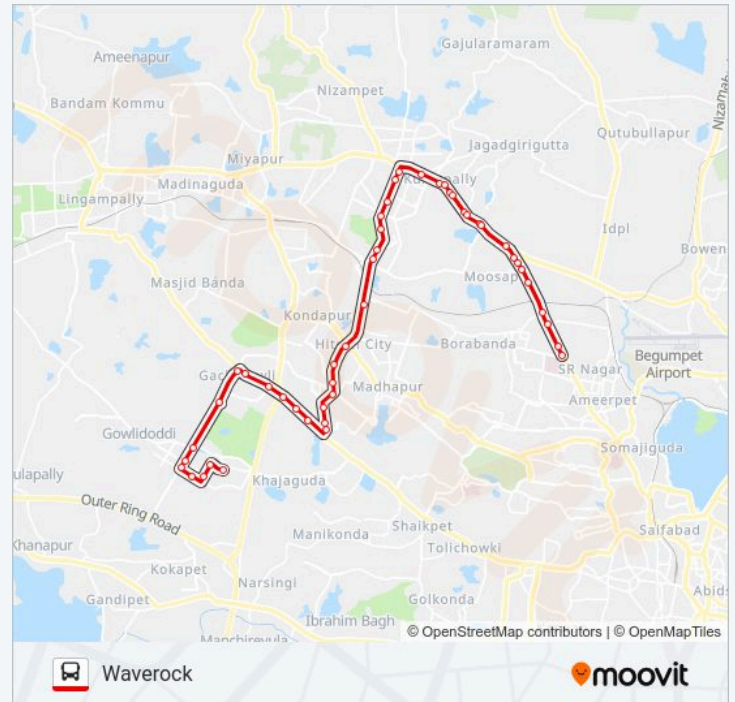 Gajularamaram
Ameenapur
Nizampet
Bandam Kommu
Qutubullapur
Jagadgirigutta
Miyapur
Madinaguda
Lingampally
Idpl
Bowen
Moosap
Masjid Banda
Kondapur
Borabanda
Begumpet
Airport
SR Nagar
Madhapur
Ameerpet
Gowlidoddi
Somajiguda
ulapally
Khajaguda
Outer Ring Road
Shaikpet
Saifabad
Manikonda
Khanapur
Tolichowki
Kokapet
Narsingi
Abids
Gandipet
Golkonda
Ibrahim Bagh
Manchirevula
© OpenStreetMap contributors | © OpenMapTiles
Waverock
moovit